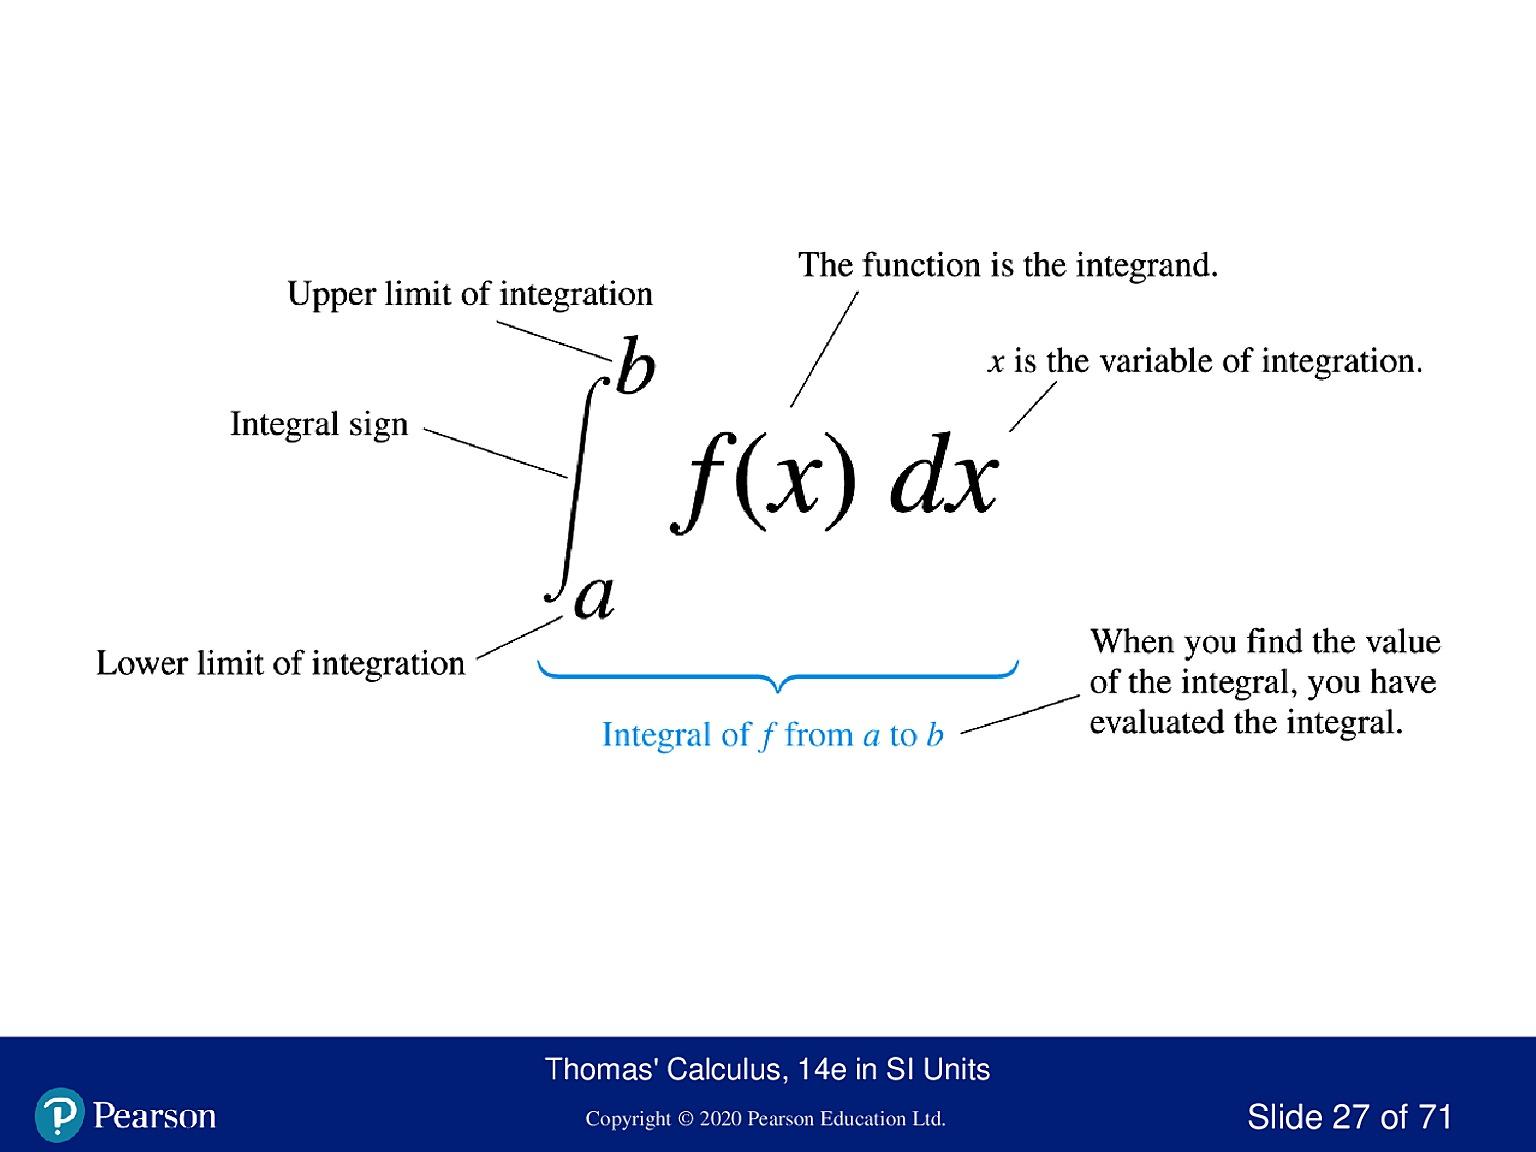 The function is the integrand.
Upper limit of integration
b
x is the variable of integration.
Integral sign
∫ f(x) dx
a
Lower limit of integration
When you find the value
of the integral, you have
evaluated the integral.
Integral of f from a to b
Thomas' Calculus, 14e in SI Units
Pearson
Copyright © 2020 Pearson Education Ltd.
Slide 27 of 71